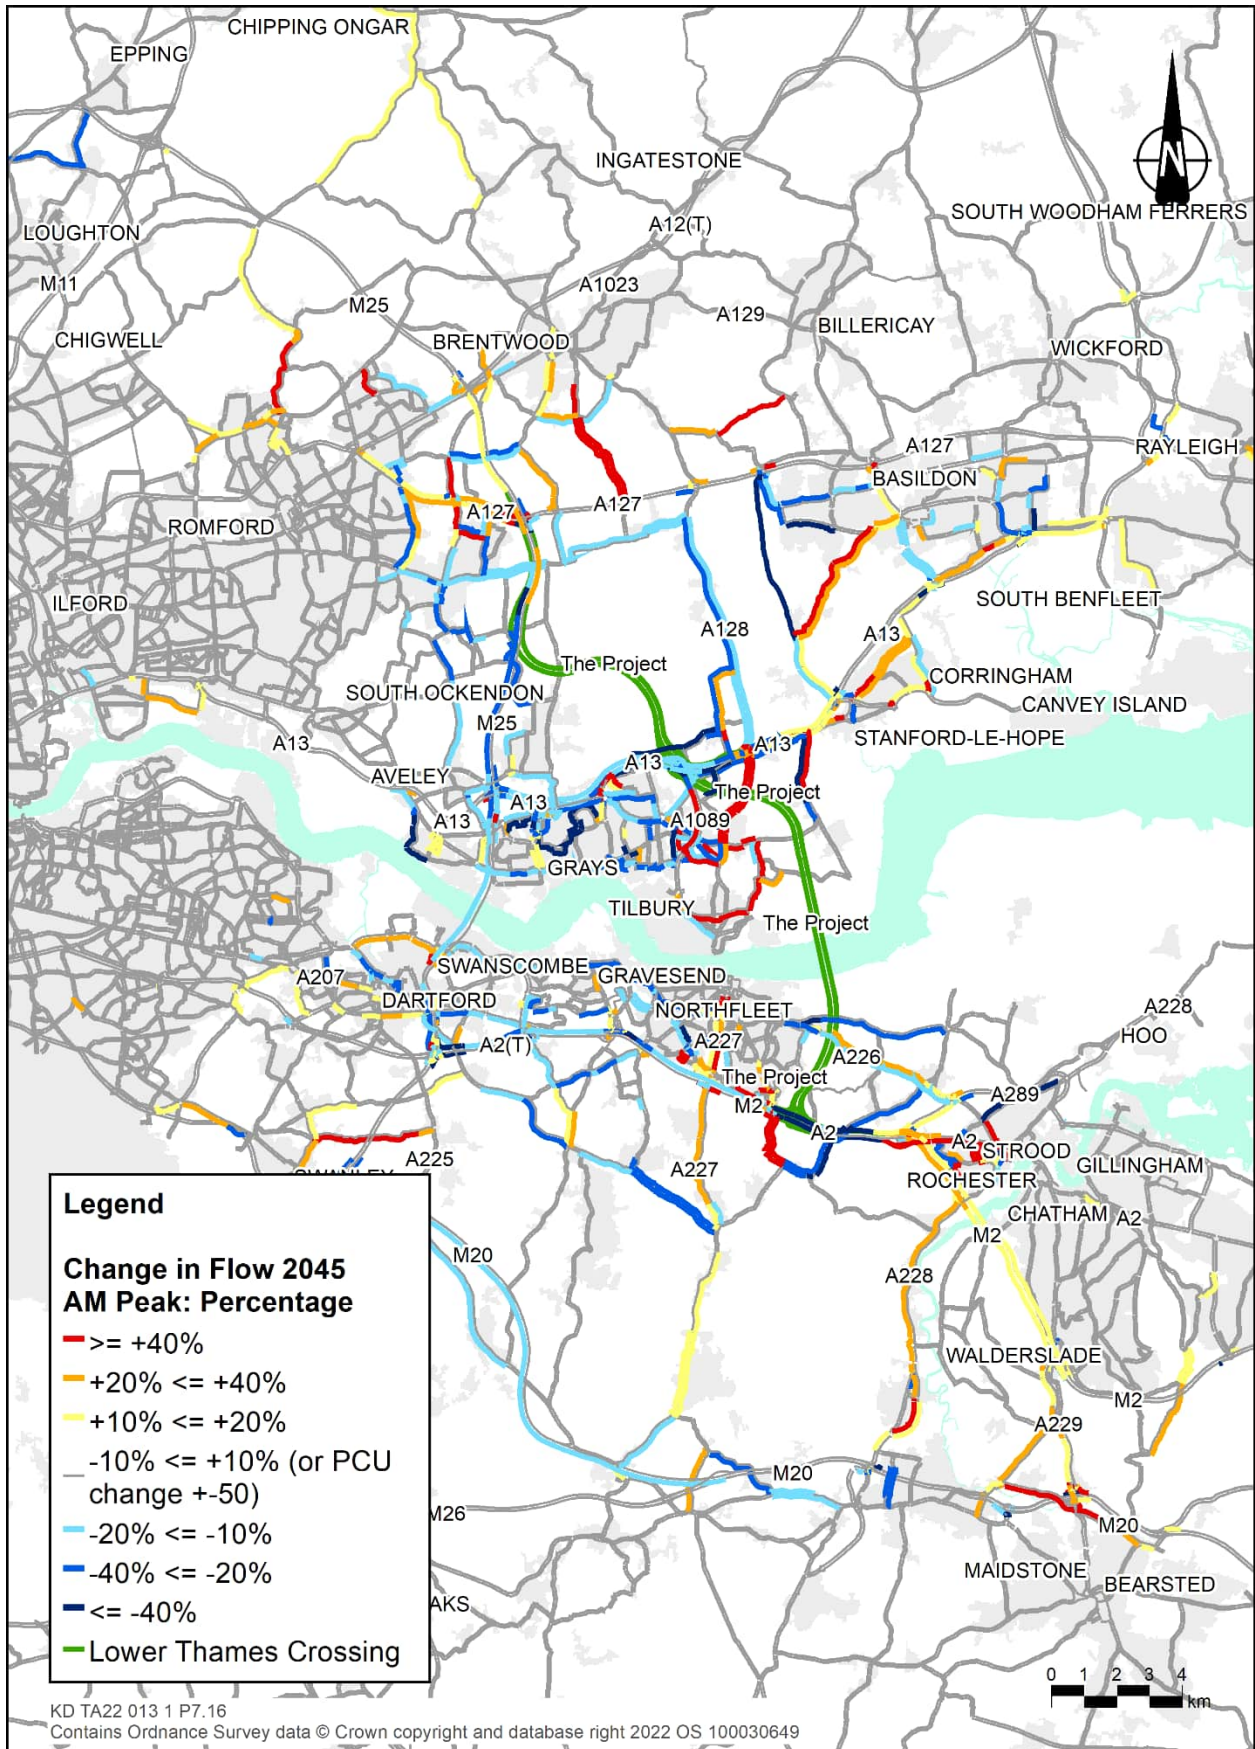 CHIPPING ONGAR
EPPING
INGATESTONE
N
SOUTH WOODHAM FERRERS
A12(T)
LOUGHTON
M11
A1023
M25
A129
BILLERICAY
CHIGWELL
BRENTWOOD
WICKFORD
A127
RAYLEIGH
BASILDON
A127
A127
ROMFORD
ILFORD
SOUTH BENFLEET
A128
A13
The Project
CORRINGHAM
SOUTH OCKENDON
CANVEY ISLAND
M25
STANFORD-LE-HOPE
A13
A13
A13
AVELEY
The Project
A13
A13
A1089
GRAYS
TILBURY
The Project
SWANSCOMBE
GRAVESEND
A207
DARTFORD
NORTHFLEET
A228
HOO
A2(T)
A227
A226
The Project
A289
M2
A2
A2
STROOD
A225
GILLINGHAM
SWANLEY
A227
ROCHESTER
CHATHAM
A2
M2
M20
A228
WALDERSLADE
M2
A229
M20
M26
M20
MAIDSTONE
BEARSTED
AKS
Legend
Change in Flow 2045
AM Peak: Percentage
>= +40%
+20% <= +40%
+10% <= +20%
-10% <= +10% (or PCU
change +-50)
-20% <= -10%
-40% <= -20%
<= -40%
Lower Thames Crossing
0 1 2 3 4
km
KD TA22 013 1 P7.16
Contains Ordnance Survey data © Crown copyright and database right 2022 OS 100030649